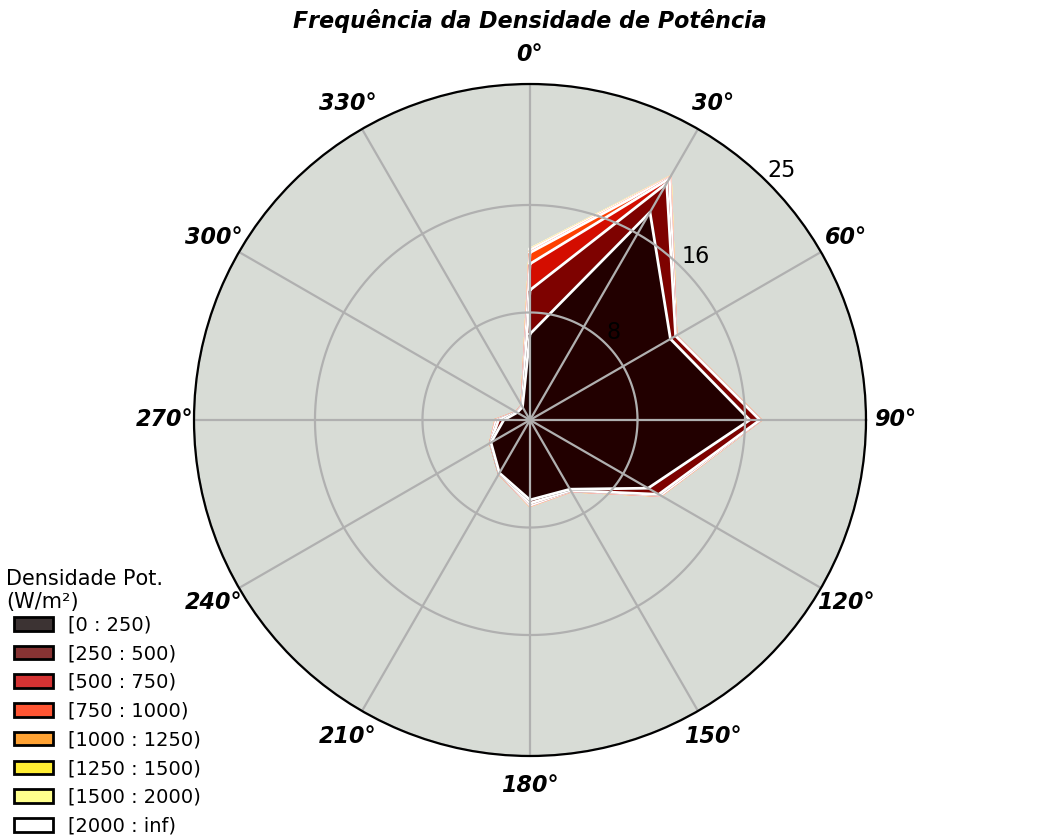 Frequência da Densidade de Potência
0°
330°
30°
25
300°
60°
16
8
270°
90°
240°
120°
210°
150°
180°
Densidade Pot.
(W/m²)
[0 : 250)
[250 : 500)
[500 : 750)
[750 : 1000)
[1000 : 1250)
[1250 : 1500)
[1500 : 2000)
[2000 : inf)